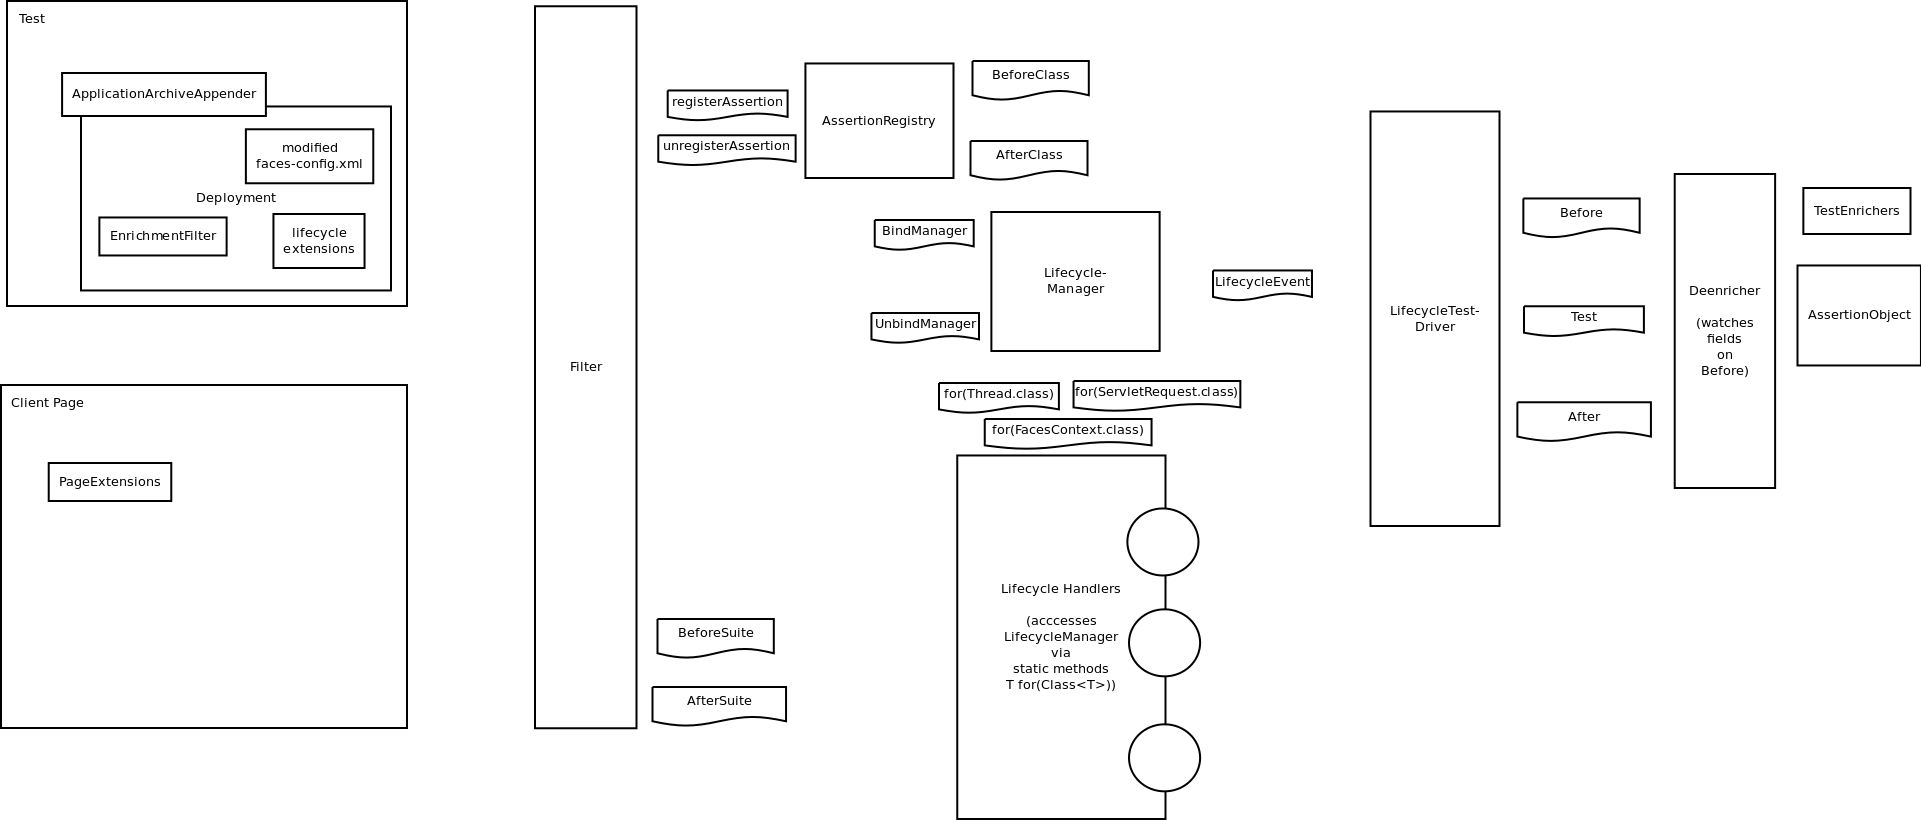 Test
ApplicationArchiveAppender
modified
faces-config.xml
Deployment
EnrichmentFilter
lifecycle
extensions
Client Page
PageExtensions
Filter
registerAssertion
unregisterAssertion
AssertionRegistry
BeforeClass
AfterClass
BindManager
UnbindManager
Lifecycle-
Manager
LifecycleEvent
for(Thread.class)
for(ServletRequest.class)
for(FacesContext.class)
Lifecycle Handlers
(acccesses
LifecycleManager
via
static methods
T for(Class<T>))
BeforeSuite
AfterSuite
LifecycleTest-
Driver
Before
Test
After
Deenricher
(watches
fields
on
Before)
TestEnrichers
AssertionObject